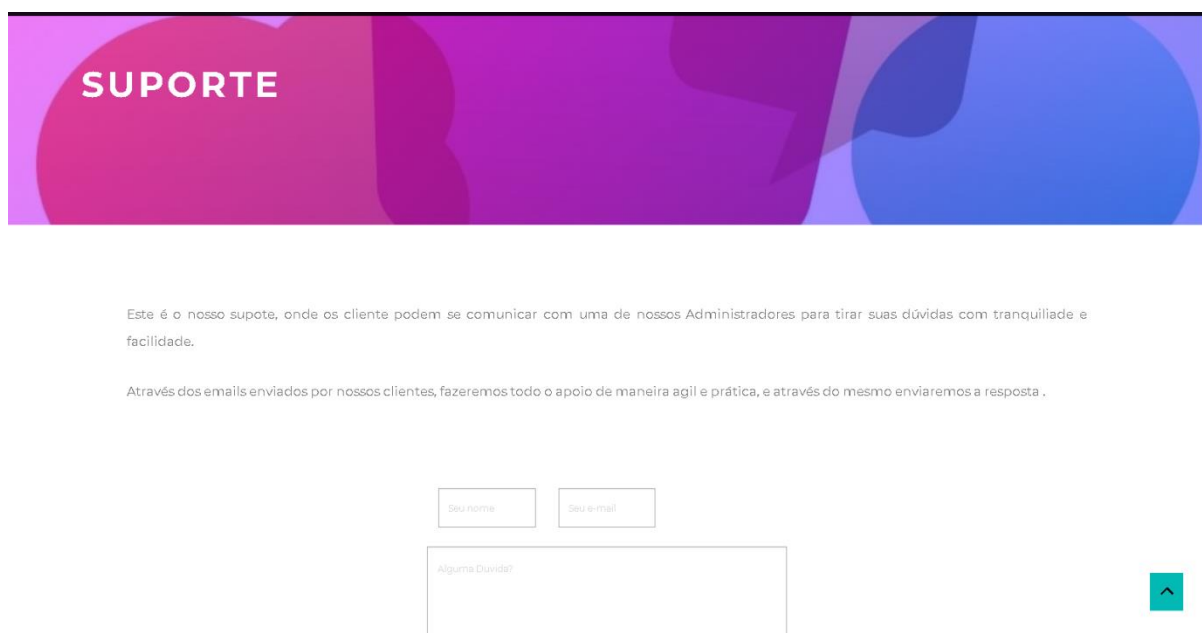 SUPORTE
Este é o nosso supote, onde os cliente podem se comunicar com uma de nossos Administradores para tirar suas dúvidas com tranquiliade e
facilidade.
Através dos emails enviados por nossos clientes, fazeremos todo o apoio de maneira agil e prática, e através do mesmo enviaremos a resposta .
Seu nome
Seu e-mail
Alguma Duvida?